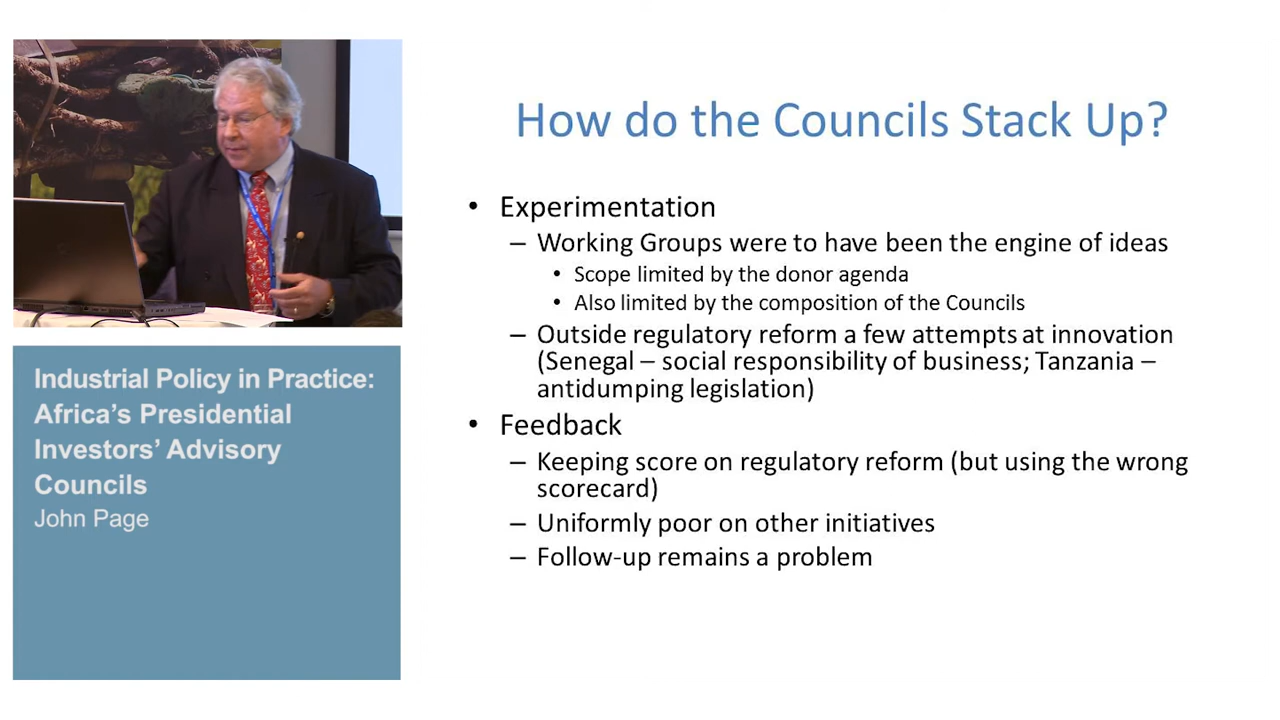 Industrial Policy in Practice:
Africa's Presidential
Investors' Advisory
Councils
John Page
How do the Councils Stack Up?
• Experimentation
– Working Groups were to have been the engine of ideas
• Scope limited by the donor agenda
• Also limited by the composition of the Councils
– Outside regulatory reform a few attempts at innovation
(Senegal – social responsibility of business; Tanzania –
antidumping legislation)
• Feedback
– Keeping score on regulatory reform (but using the wrong
scorecard)
– Uniformly poor on other initiatives
– Follow-up remains a problem